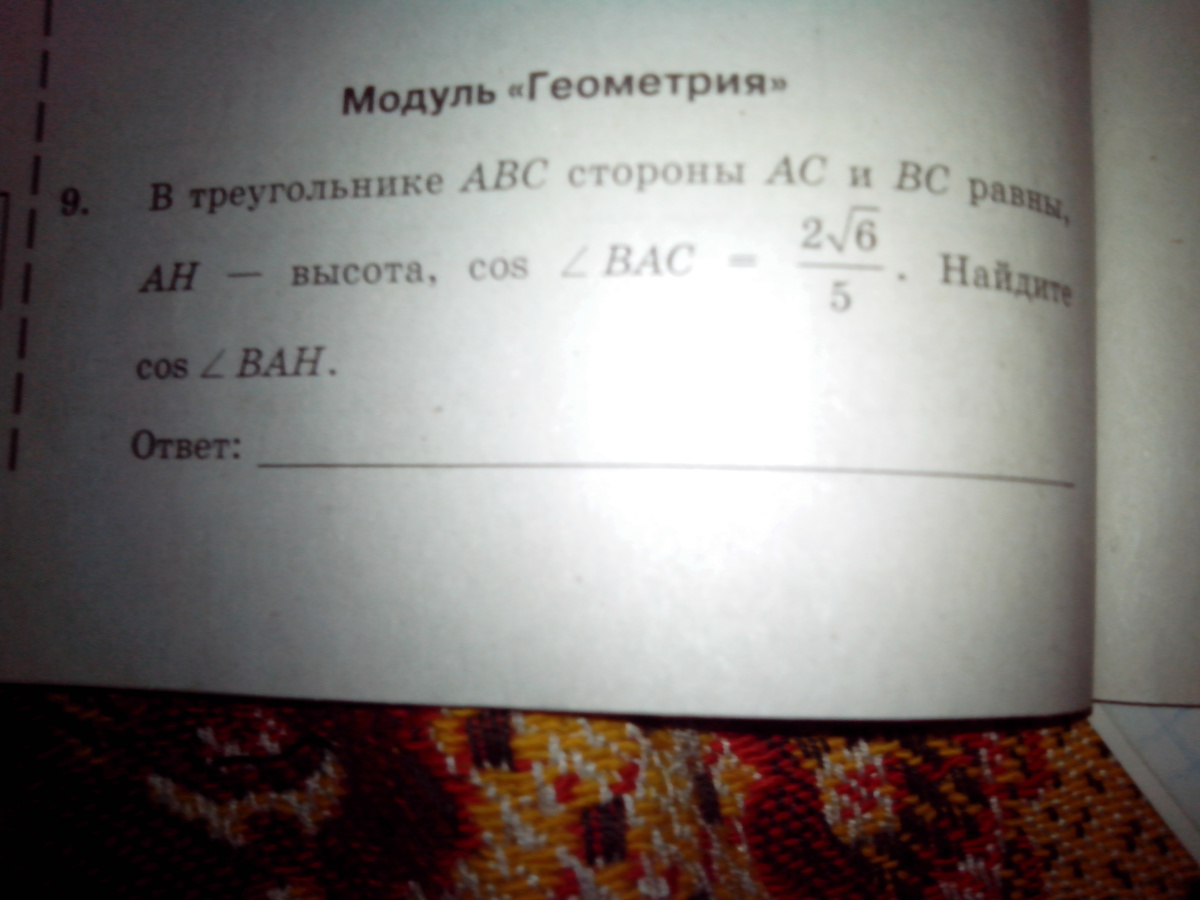 Модуль «Геометрия»
9. В треугольнике ABC стороны AC и BC равны,
AH — высота, cos ∠BAC = 2√6/5. Найдите
cos ∠BAH.
Ответ: